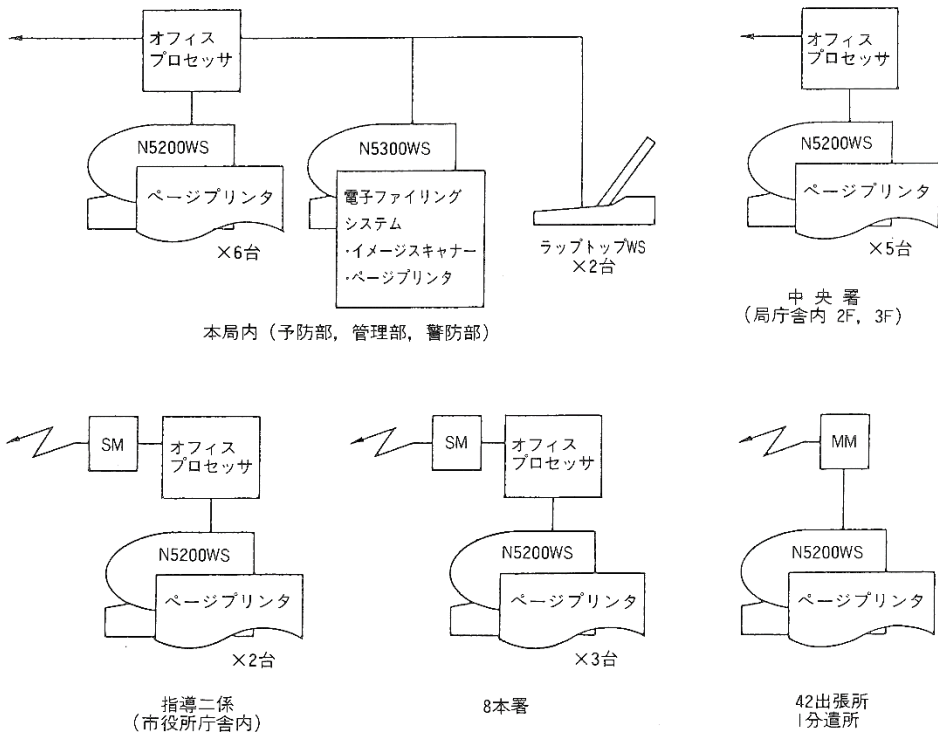 オフィス
プロセッサ
N5200WS
ページプリンタ
×6台
N5300WS
電子ファイリング
システム
・イメージスキャナー
・ページプリンタ
ラップトップWS
×2台
本局内 (予防部, 管理部, 警防部)
オフィス
プロセッサ
N5200WS
ページプリンタ
×5台
中央署
(局庁舎内 2F, 3F)
SM
オフィス
プロセッサ
N5200WS
ページプリンタ
×2台
指導二係
(市役所庁舎内)
SM
オフィス
プロセッサ
N5200WS
ページプリンタ
×3台
8本署
MM
N5200WS
ページプリンタ
42出張所
1分遣所